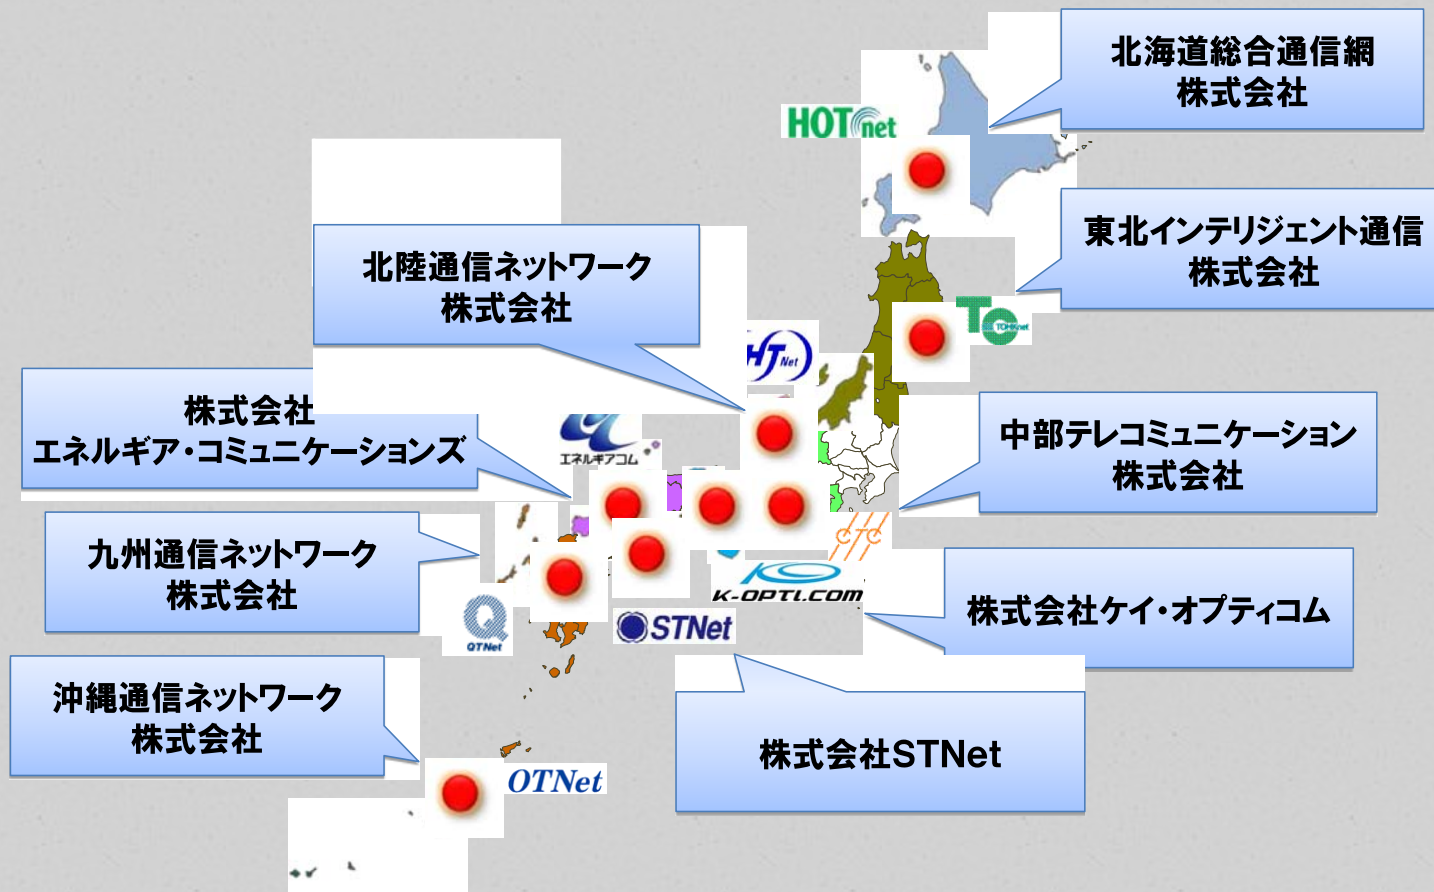 北海道総合通信網
株式会社
HOTnet
東北インテリジェント通信
株式会社
TOHKnet
北陸通信ネットワーク
株式会社
HTNet
株式会社
エネルギア・コミュニケーションズ
エネルギアコム
中部テレコミュニケーション
株式会社
CTC
九州通信ネットワーク
株式会社
QTNet
K-OPTI.COM
株式会社ケイ・オプティコム
STNet
株式会社STNet
沖縄通信ネットワーク
株式会社
OTNet